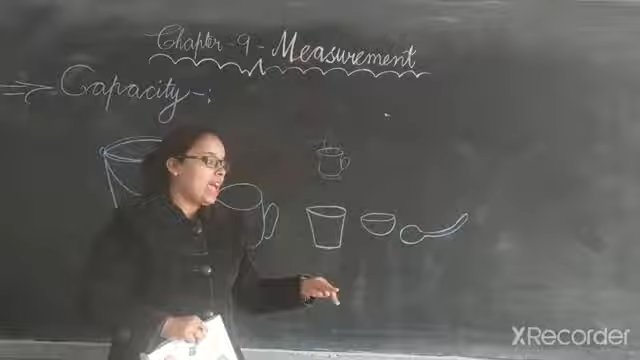 Chapter - 9 - Measurement
⇒ Capacity -:
XRecorder